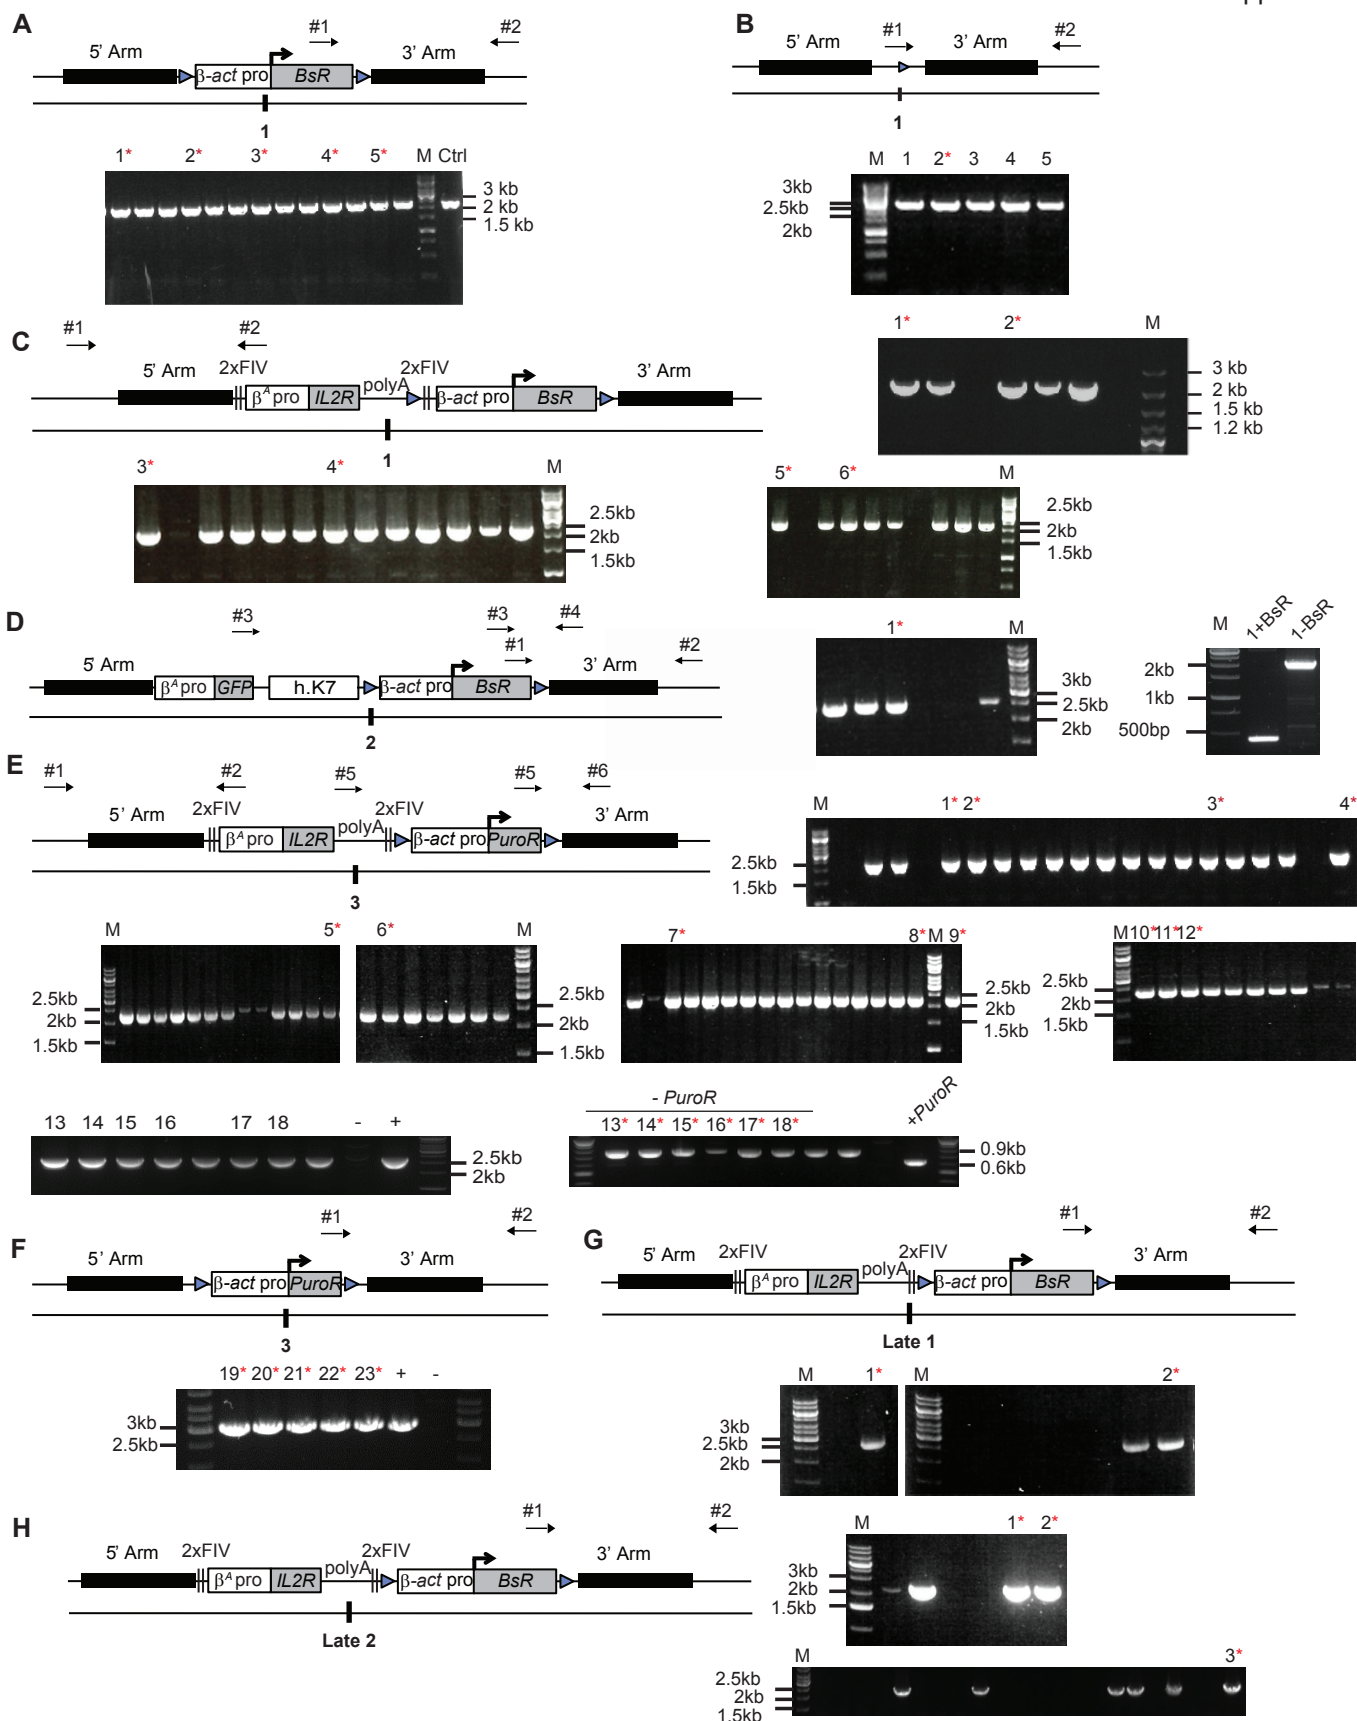 A
#1
#2
5' Arm
3' Arm
β-act pro
BsR
1
1* 2* 3* 4* 5* M Ctrl
3 kb
2 kb
1.5 kb
B
#1
#2
5' Arm
3' Arm
1
M 1 2* 3 4 5
3kb
2.5kb
2kb
C
#1
#2
5' Arm
2xFIV
polyA
2xFIV
3' Arm
β^A pro
IL2R
β-act pro
BsR
1
1* 2* M
3 kb
2 kb
1.5 kb
1.2 kb
3* 4* M
2.5kb
2kb
1.5kb
5* 6* M
2.5kb
2kb
1.5kb
D
#3
#3
#4
#1
#2
5' Arm
3' Arm
β^A pro
GFP
h.K7
β-act pro
BsR
2
1* M
3kb
2.5kb
2kb
M 1+BsR 1-BsR
2kb
1kb
500bp
E
#1
#2
#5
#5
#6
5' Arm
2xFIV
polyA
2xFIV
3' Arm
β^A pro
IL2R
β-act pro
PuroR
3
M 1* 2* 3* 4*
2.5kb
1.5kb
M 5* 6* M
2.5kb
2kb
1.5kb
2.5kb
2kb
1.5kb
7* 8* M 9*
2.5kb
2kb
1.5kb
M 10* 11* 12*
2.5kb
2kb
1.5kb
13 14 15 16 17 18 - +
2.5kb
2kb
- PuroR
+PuroR
13* 14* 15* 16* 17* 18*
0.9kb
0.6kb
F
#1
#2
5' Arm
3' Arm
β-act pro
PuroR
3
19* 20* 21* 22* 23* + -
3kb
2.5kb
G
#1
#2
5' Arm
2xFIV
polyA
2xFIV
3' Arm
β^A pro
IL2R
β-act pro
BsR
Late 1
M 1* M 2*
3kb
2.5kb
2kb
H
#1
#2
5' Arm
2xFIV
polyA
2xFIV
3' Arm
β^A pro
IL2R
β-act pro
BsR
Late 2
M 1* 2*
3kb
2kb
1.5kb
M 3*
2.5kb
2kb
1.5kb